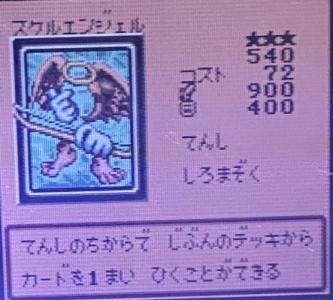 スケルエンジェル
★★★
540
コスト 72
900
400
てんし
しろまぞく
てんしのちからで じぶんのデッキから
カードを1まい ひくことができる